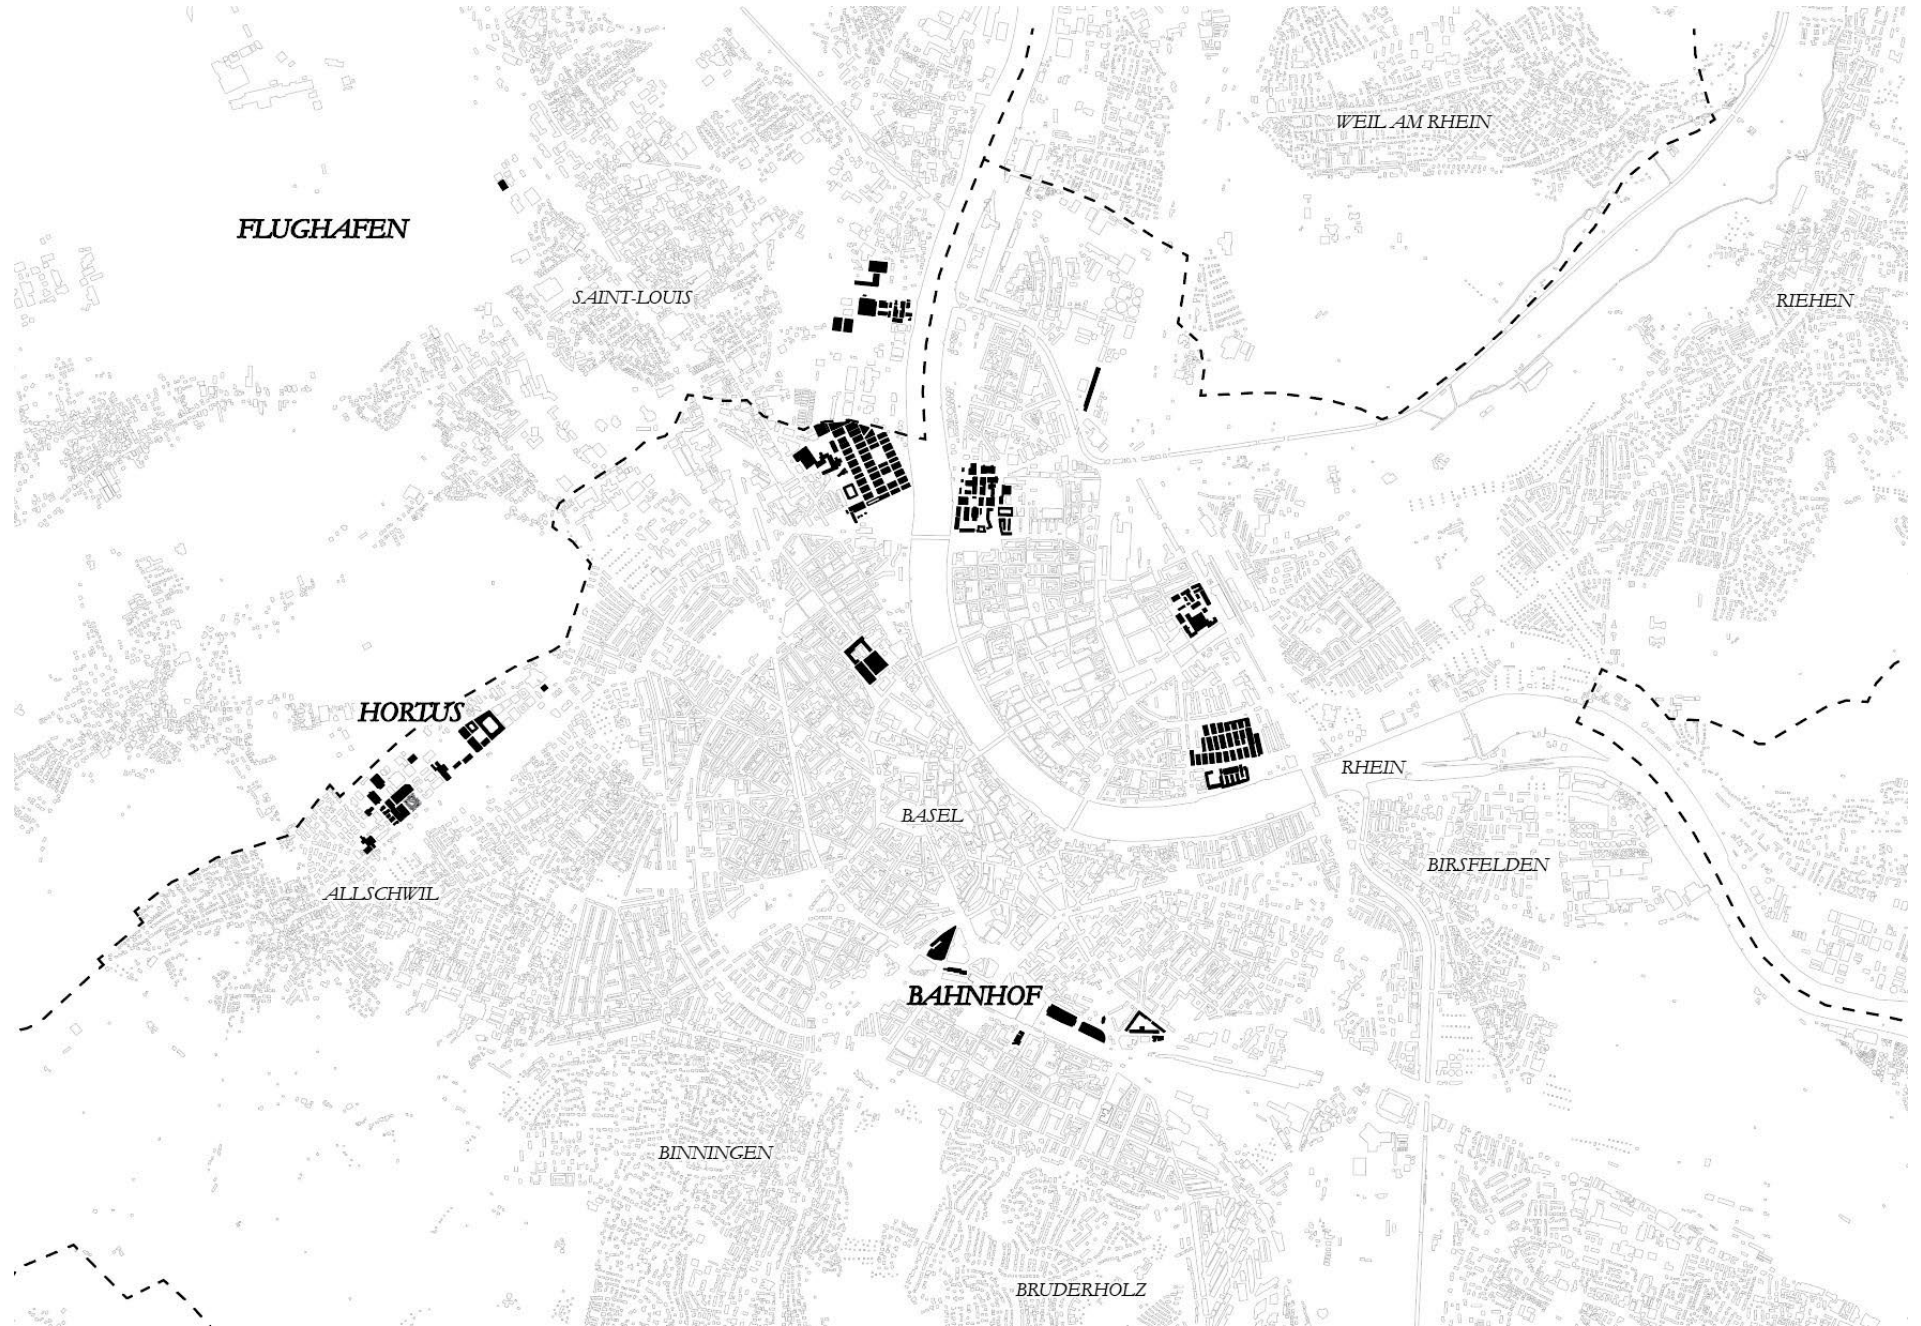 WEIL AM RHEIN
FLUGHAFEN
SAINT-LOUIS
RIEHEN
HORTUS
RHEIN
BASEL
BIRSFELDEN
ALLSCHWIL
BAHNHOF
BINNINGEN
BRUDERHOLZ